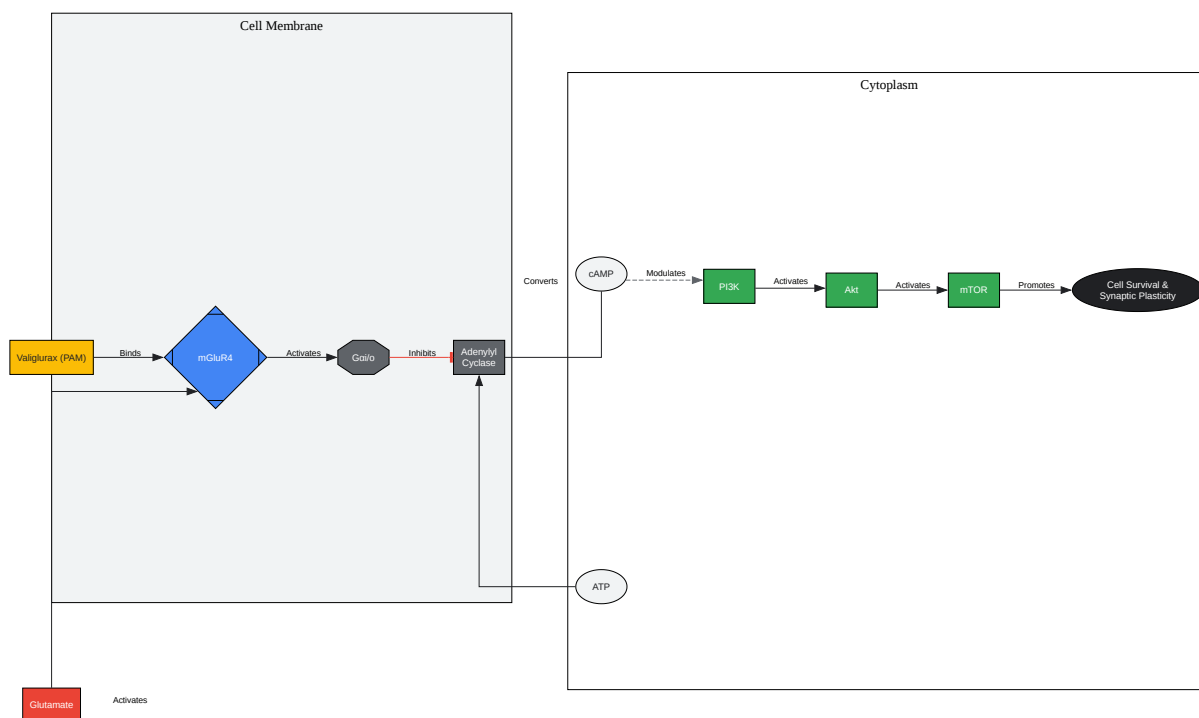 Cell Membrane
Cytoplasm
Converts
cAMP
Modulates
PI3K
Activates
Akt
Activates
mTOR
Promotes
Cell Survival &
Synaptic Plasticity
Valiglurax (PAM)
Binds
mGluR4
Activates
Gαi/o
Inhibits
Adenylyl
Cyclase
ATP
Glutamate
Activates